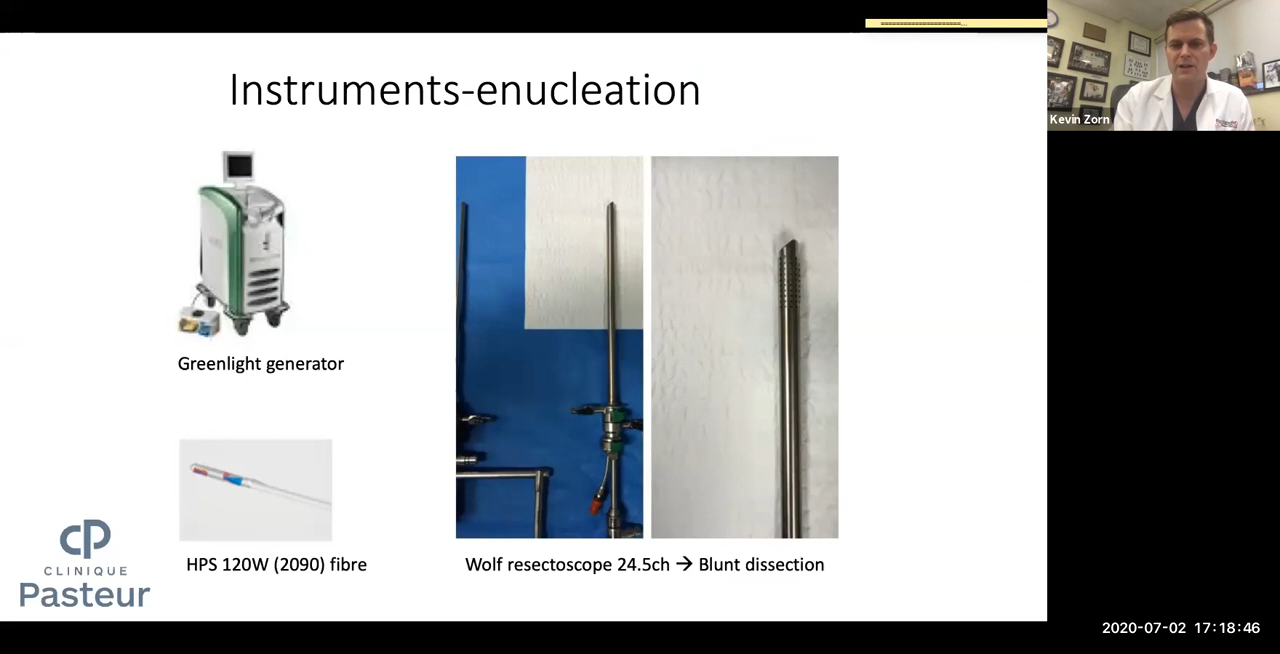 Instruments-enucleation
Kevin Zorn
Greenlight generator
HPS 120W (2090) fibre
Wolf resectoscope 24.5ch → Blunt dissection
CP
CLINIQUE
Pasteur
2020-07-02 17:18:46